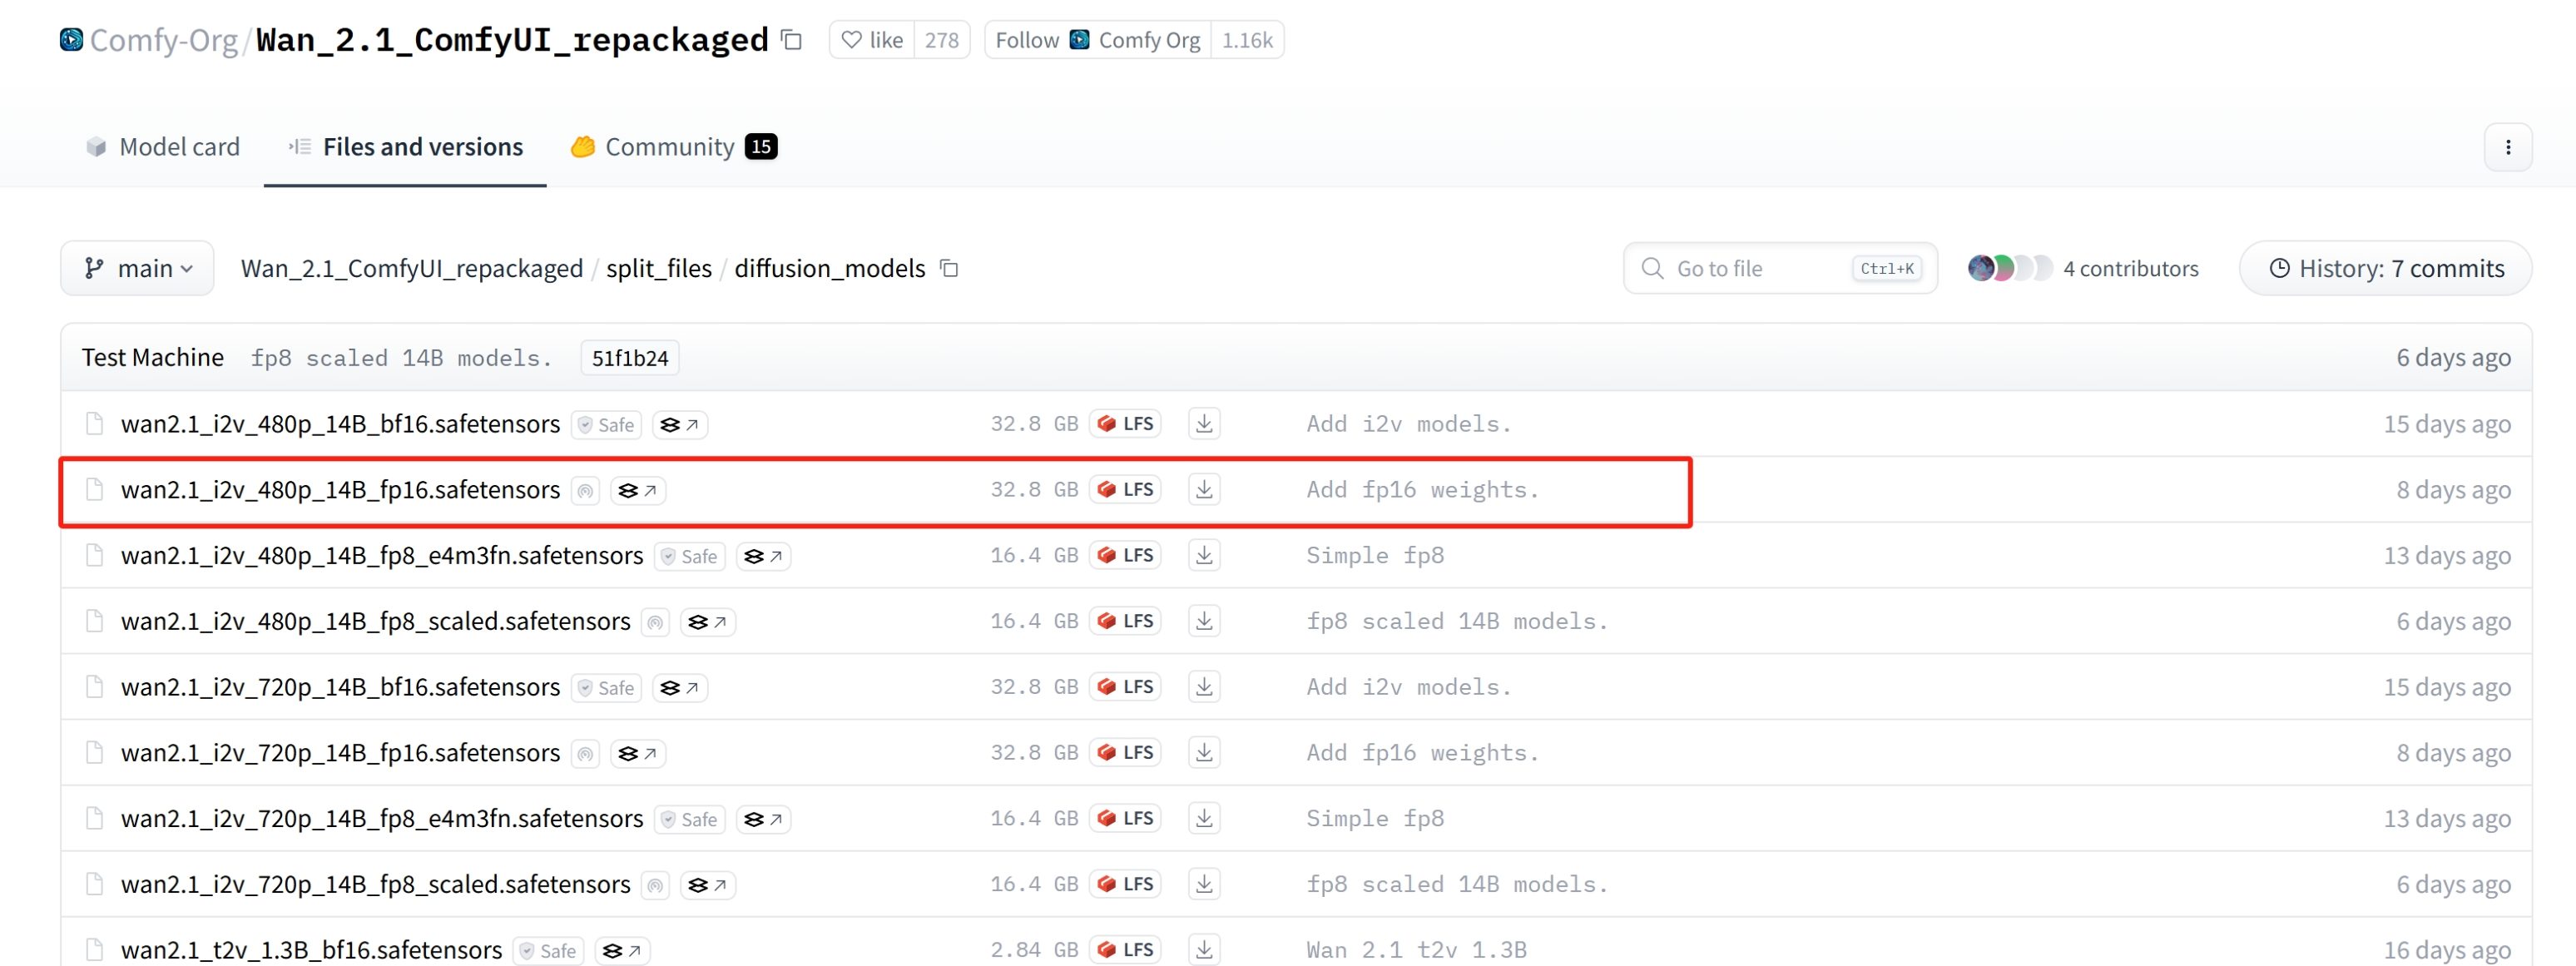 Comfy-Org/Wan_2.1_ComfyUI_repackaged like 278 Follow Comfy Org 1.16k
Model card Files and versions Community 15
main Wan_2.1_ComfyUI_repackaged / split_files / diffusion_models Go to file Ctrl+K 4 contributors History: 7 commits
Test Machine fp8 scaled 14B models. 51f1b24 6 days ago
wan2.1_i2v_480p_14B_bf16.safetensors Safe 32.8 GB LFS Add i2v models. 15 days ago
wan2.1_i2v_480p_14B_fp16.safetensors 32.8 GB LFS Add fp16 weights. 8 days ago
wan2.1_i2v_480p_14B_fp8_e4m3fn.safetensors Safe 16.4 GB LFS Simple fp8 13 days ago
wan2.1_i2v_480p_14B_fp8_scaled.safetensors 16.4 GB LFS fp8 scaled 14B models. 6 days ago
wan2.1_i2v_720p_14B_bf16.safetensors Safe 32.8 GB LFS Add i2v models. 15 days ago
wan2.1_i2v_720p_14B_fp16.safetensors 32.8 GB LFS Add fp16 weights. 8 days ago
wan2.1_i2v_720p_14B_fp8_e4m3fn.safetensors Safe 16.4 GB LFS Simple fp8 13 days ago
wan2.1_i2v_720p_14B_fp8_scaled.safetensors 16.4 GB LFS fp8 scaled 14B models. 6 days ago
wan2.1_t2v_1.3B_bf16.safetensors Safe 2.84 GB LFS Wan 2.1 t2v 1.3B 16 days ago